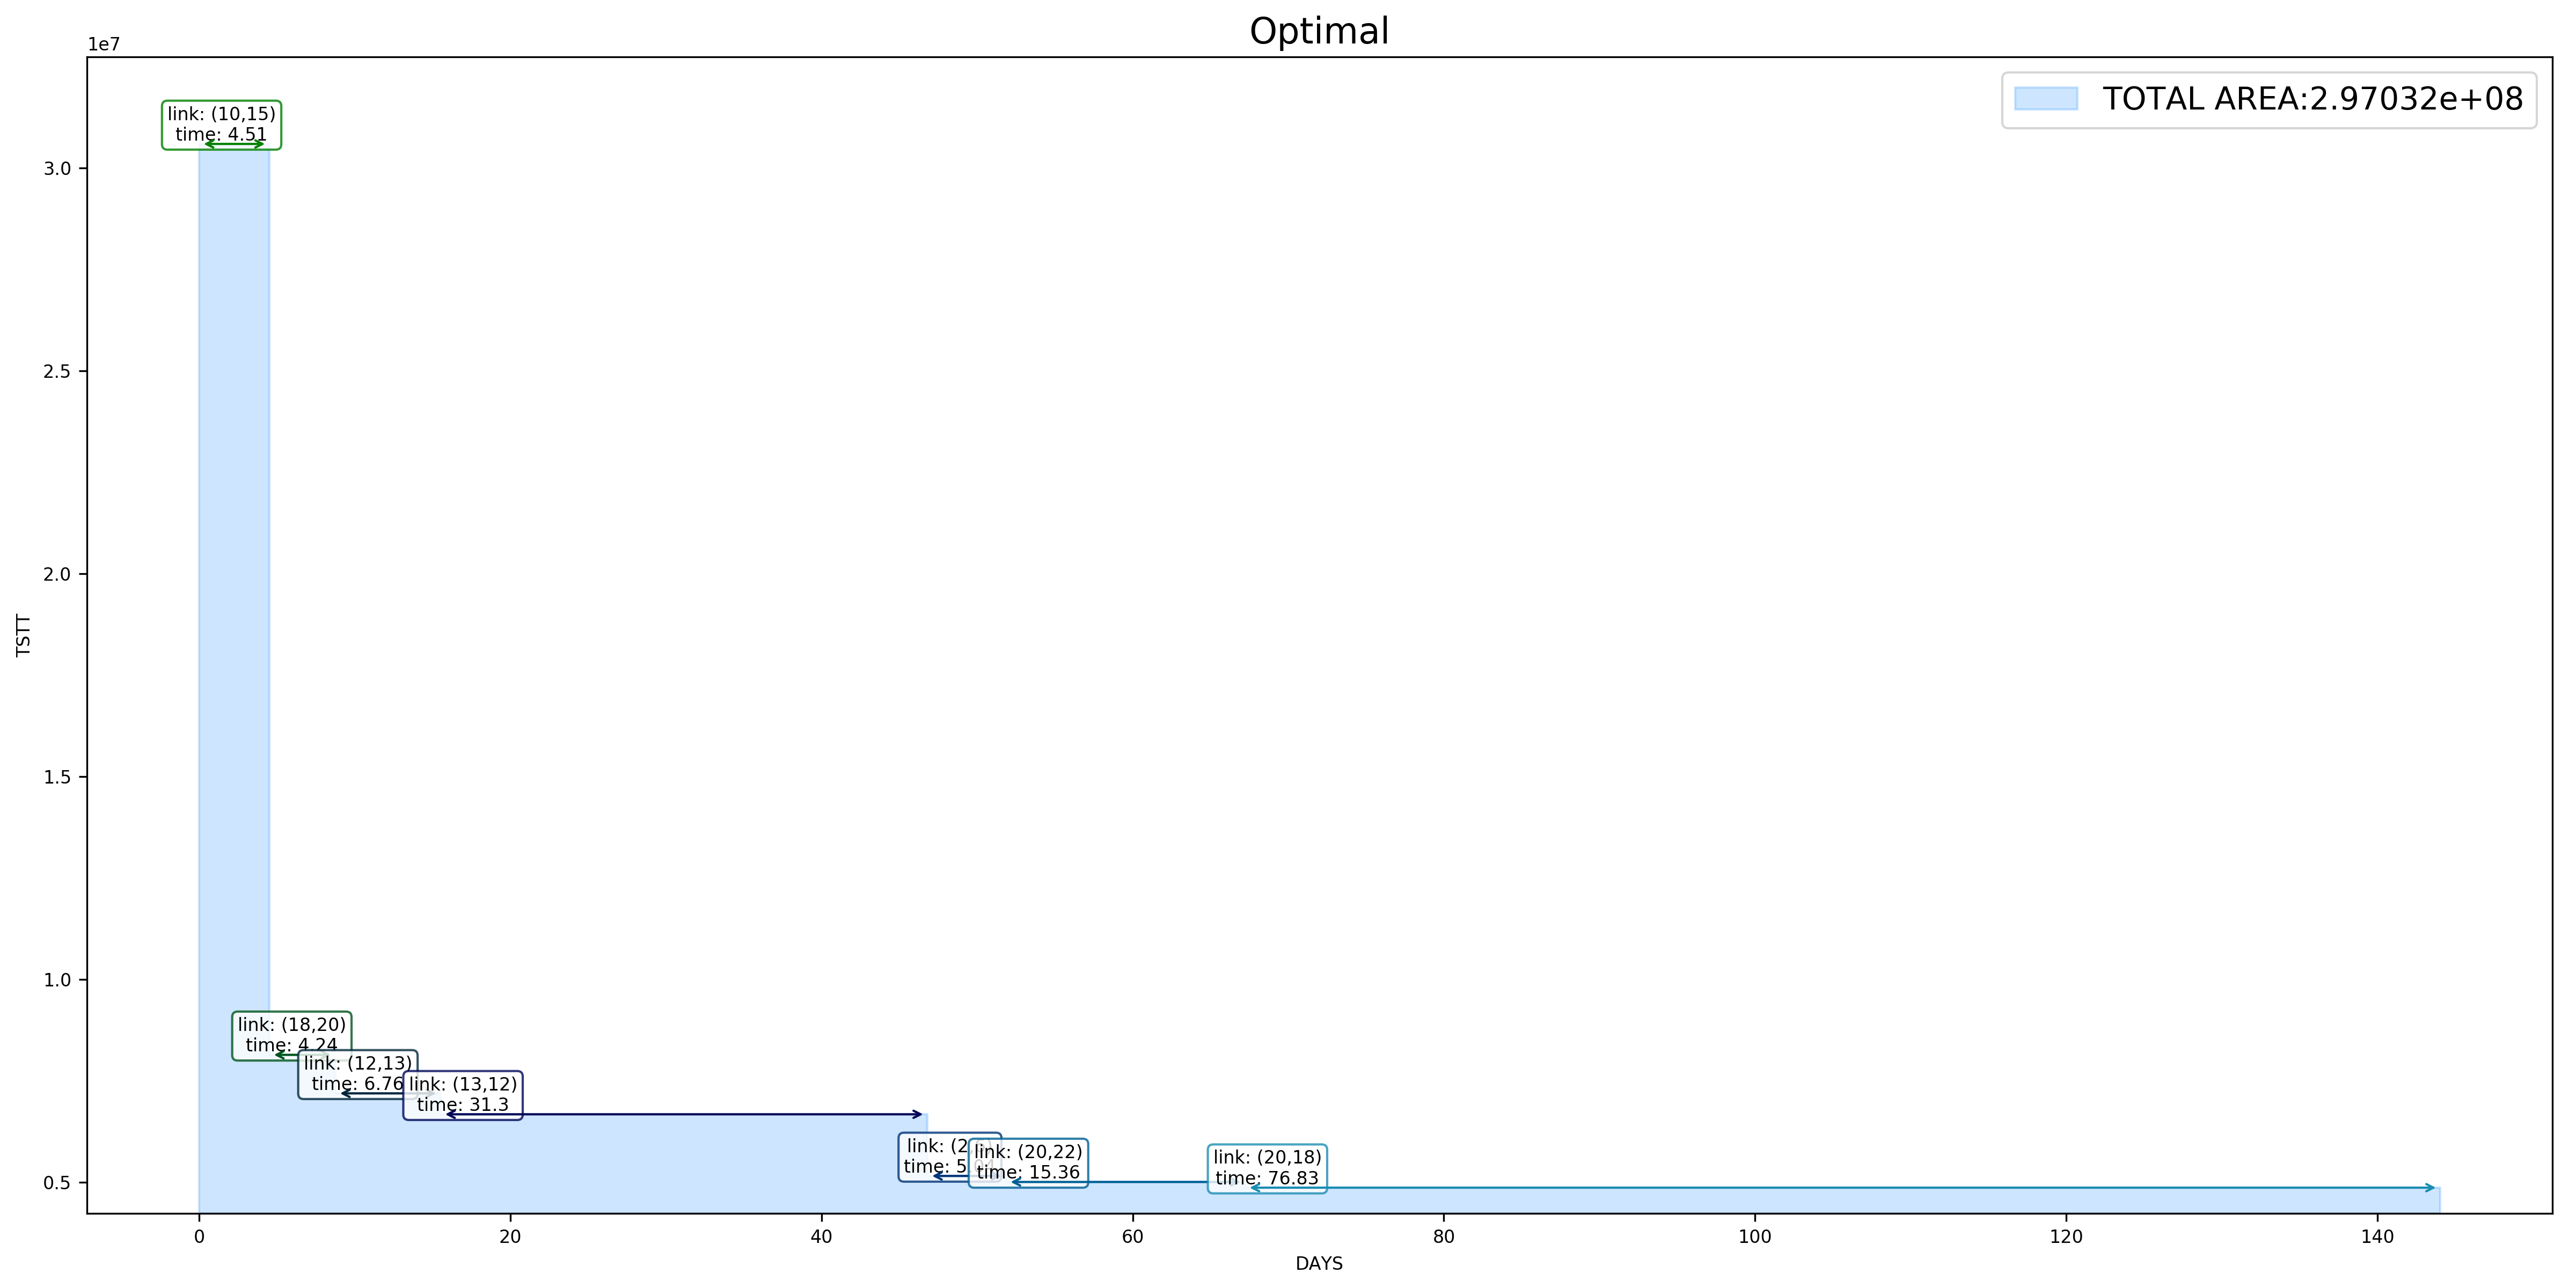 Optimal
1e7
TOTAL AREA:2.97032e+08
link: (10,15)
time: 4.51
3.0
2.5
2.0
1.5
1.0
0.5
TSTT
link: (18,20)
time: 4.24
link: (12,13)
time: 6.76
link: (13,12)
time: 31.3
link:
time:
link: (20,22)
time: 15.36
link: (20,18)
time: 76.83
0 20 40 60 80 100 120 140
DAYS